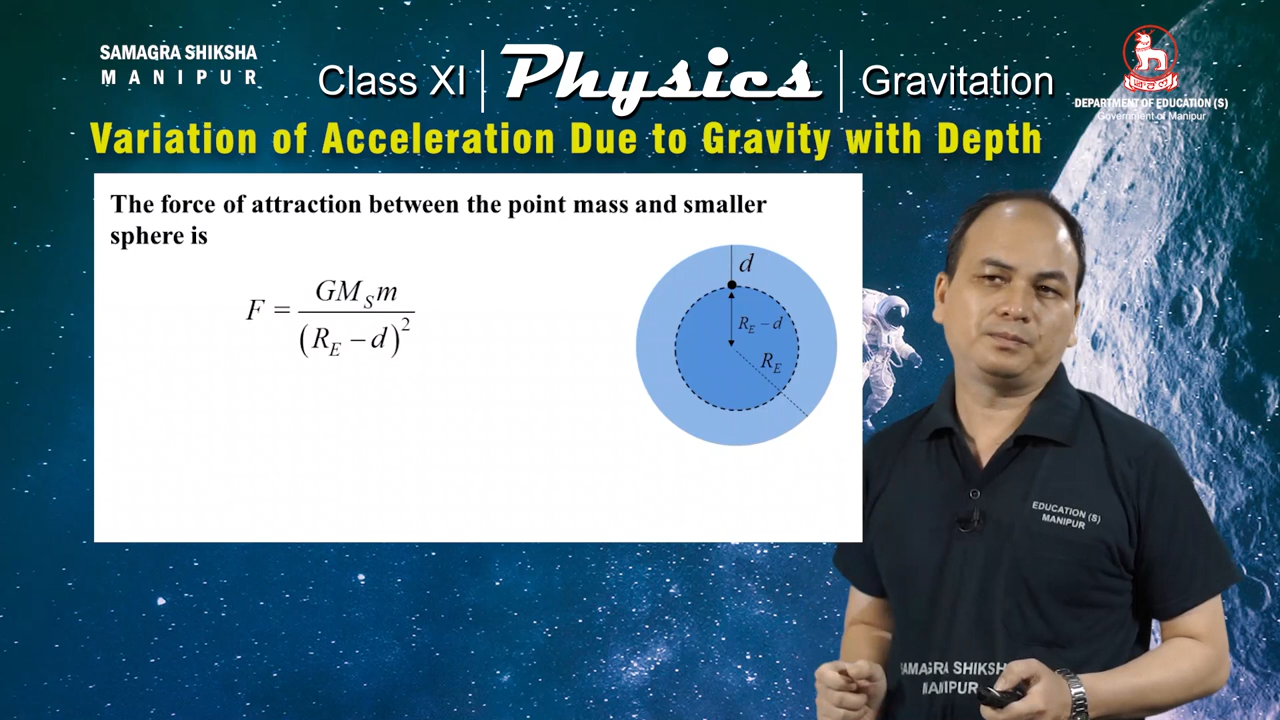 SAMAGRA SHIKSHA
MANIPUR
Class XI | Physics | Gravitation
DEPARTMENT OF EDUCATION (S)
Government of Manipur
Variation of Acceleration Due to Gravity with Depth
The force of attraction between the point mass and smaller
sphere is
F = GM_S m / (R_E − d)^2
d
R_E − d
R_E
EDUCATION (S)
MANIPUR
SAMAGRA SHIKSH
MANIPUR